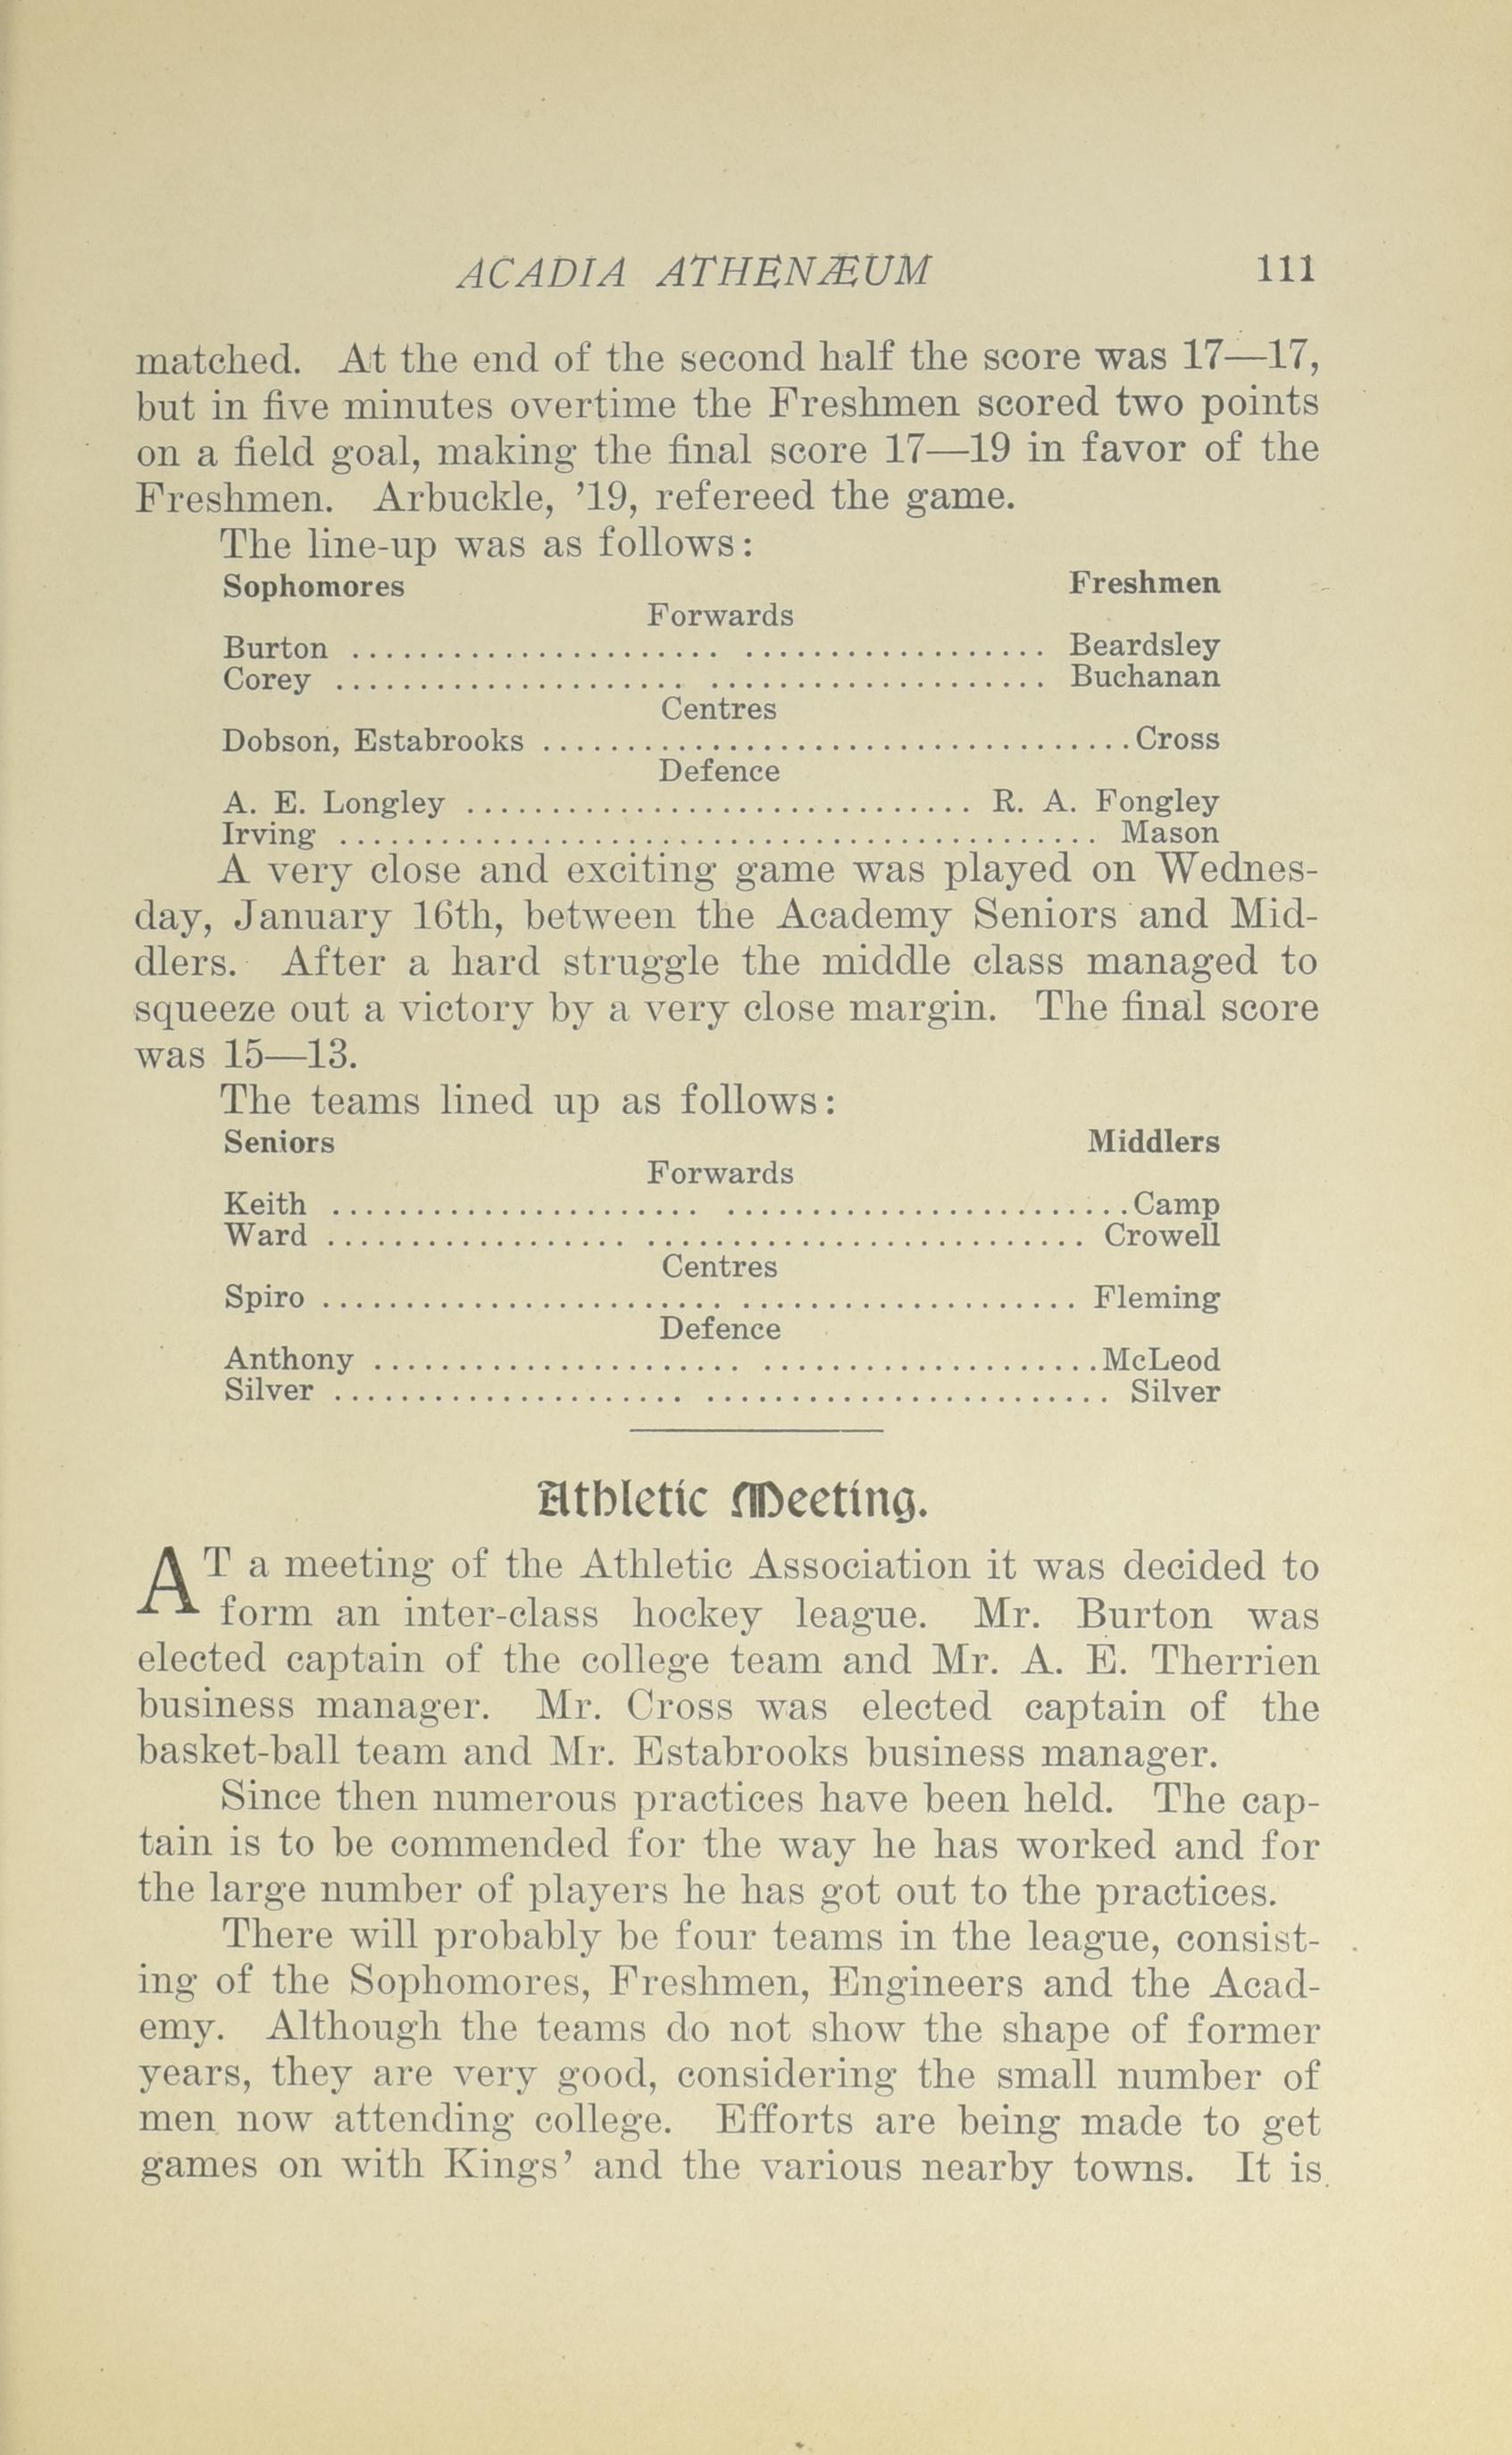 ACADIA ATHENÆUM 111
matched. At the end of the second half the score was 17—17,
but in five minutes overtime the Freshmen scored two points
on a field goal, making the final score 17—19 in favor of the
Freshmen. Arbuckle, ’19, refereed the game.
The line-up was as follows:
Sophomores Freshmen
Forwards
Burton ........................................ Beardsley
Corey ........................................ Buchanan
Centres
Dobson, Estabrooks ....................................Cross
Defence
A. E. Longley ............................... R. A. Fongley
Irving .............................................. Mason
A very close and exciting game was played on Wednes-
day, January 16th, between the Academy Seniors and Mid-
dlers. After a hard struggle the middle class managed to
squeeze out a victory by a very close margin. The final score
was 15—13.
The teams lined up as follows:
Seniors Middlers
Forwards
Keith ...............................................Camp
Ward ............................................. Crowell
Centres
Spiro ............................................ Fleming
Defence
Anthony ..........................................McLeod
Silver .............................................. Silver
Athletic Meeting.
AT a meeting of the Athletic Association it was decided to
form an inter-class hockey league. Mr. Burton was
elected captain of the college team and Mr. A. E. Therrien
business manager. Mr. Cross was elected captain of the
basket-ball team and Mr. Estabrooks business manager.
Since then numerous practices have been held. The cap-
tain is to be commended for the way he has worked and for
the large number of players he has got out to the practices.
There will probably be four teams in the league, consist-
ing of the Sophomores, Freshmen, Engineers and the Acad-
emy. Although the teams do not show the shape of former
years, they are very good, considering the small number of
men now attending college. Efforts are being made to get
games on with Kings’ and the various nearby towns. It is